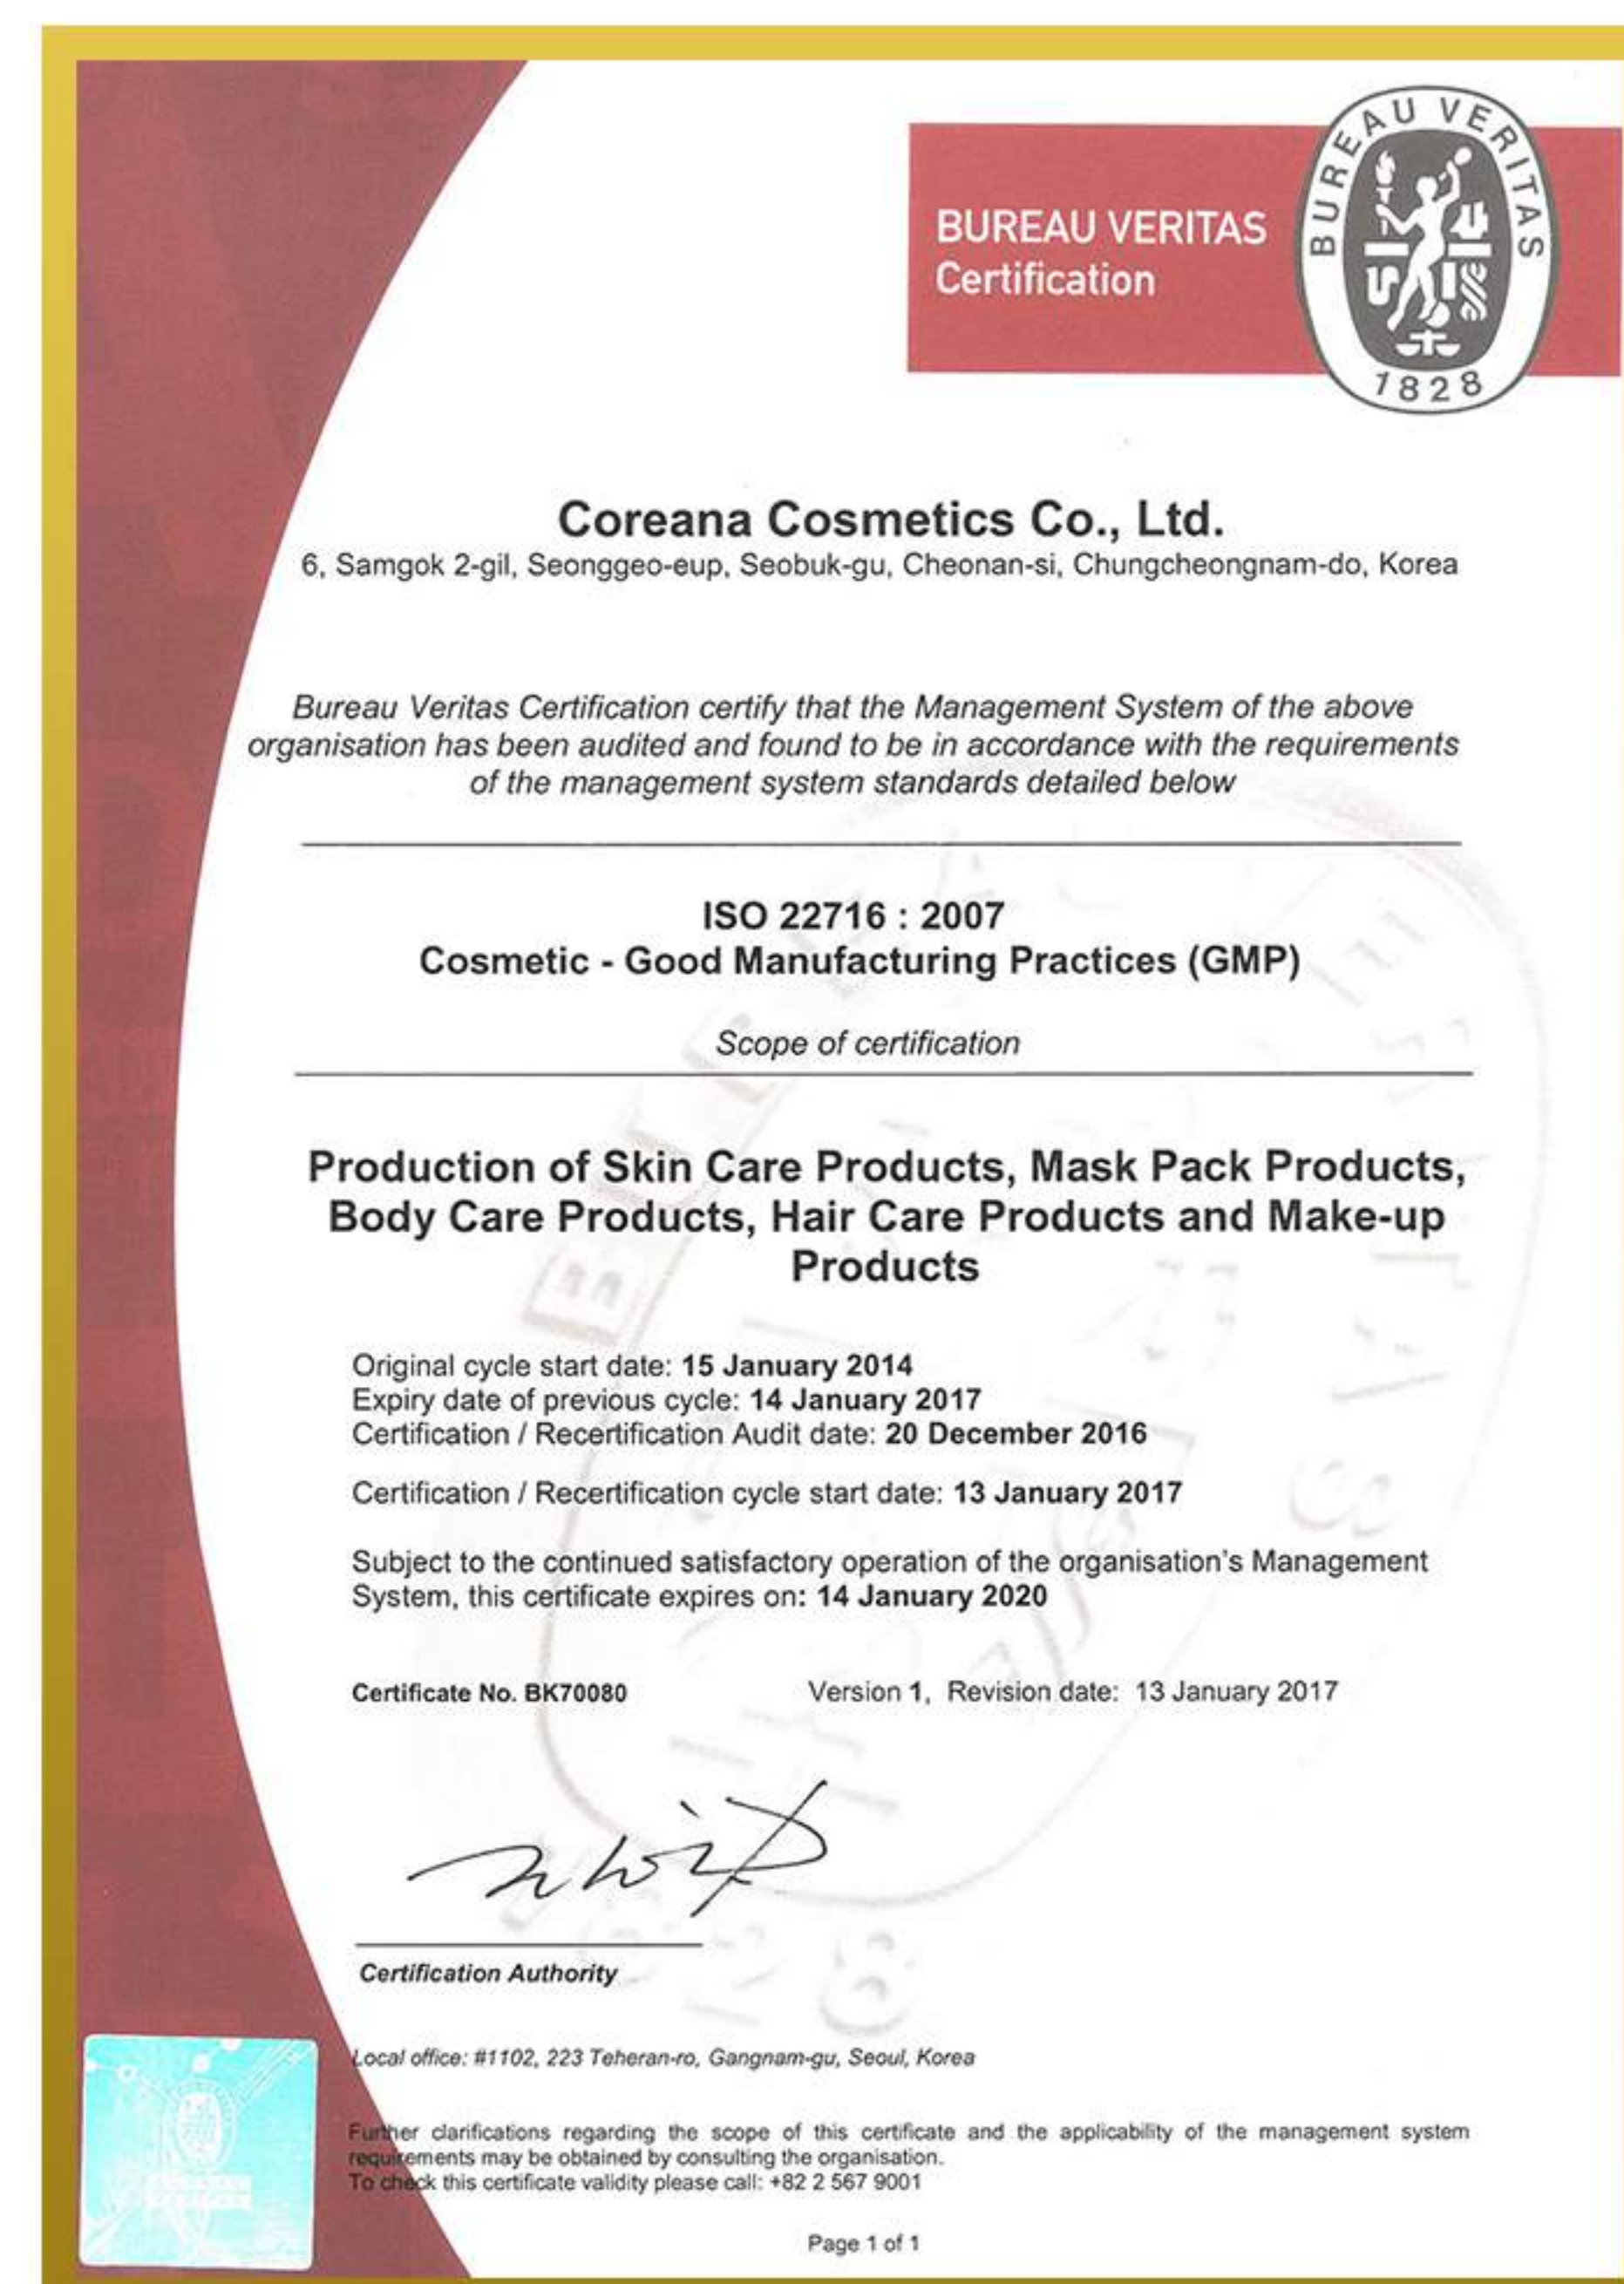 BUREAU VERITAS
Certification
BUREAU VERITAS
1828
Coreana Cosmetics Co., Ltd.
6, Samgok 2-gil, Seonggeo-eup, Seobuk-gu, Cheonan-si, Chungcheongnam-do, Korea
Bureau Veritas Certification certify that the Management System of the above
organisation has been audited and found to be in accordance with the requirements
of the management system standards detailed below
ISO 22716 : 2007
Cosmetic - Good Manufacturing Practices (GMP)
Scope of certification
Production of Skin Care Products, Mask Pack Products,
Body Care Products, Hair Care Products and Make-up
Products
Original cycle start date: 15 January 2014
Expiry date of previous cycle: 14 January 2017
Certification / Recertification Audit date: 20 December 2016
Certification / Recertification cycle start date: 13 January 2017
Subject to the continued satisfactory operation of the organisation's Management
System, this certificate expires on: 14 January 2020
Certificate No. BK70080 Version 1, Revision date: 13 January 2017
Certification Authority
Local office: #1102, 223 Teheran-ro, Gangnam-gu, Seoul, Korea
Further clarifications regarding the scope of this certificate and the applicability of the management system
requirements may be obtained by consulting the organisation.
To check this certificate validity please call: +82 2 567 9001
Page 1 of 1